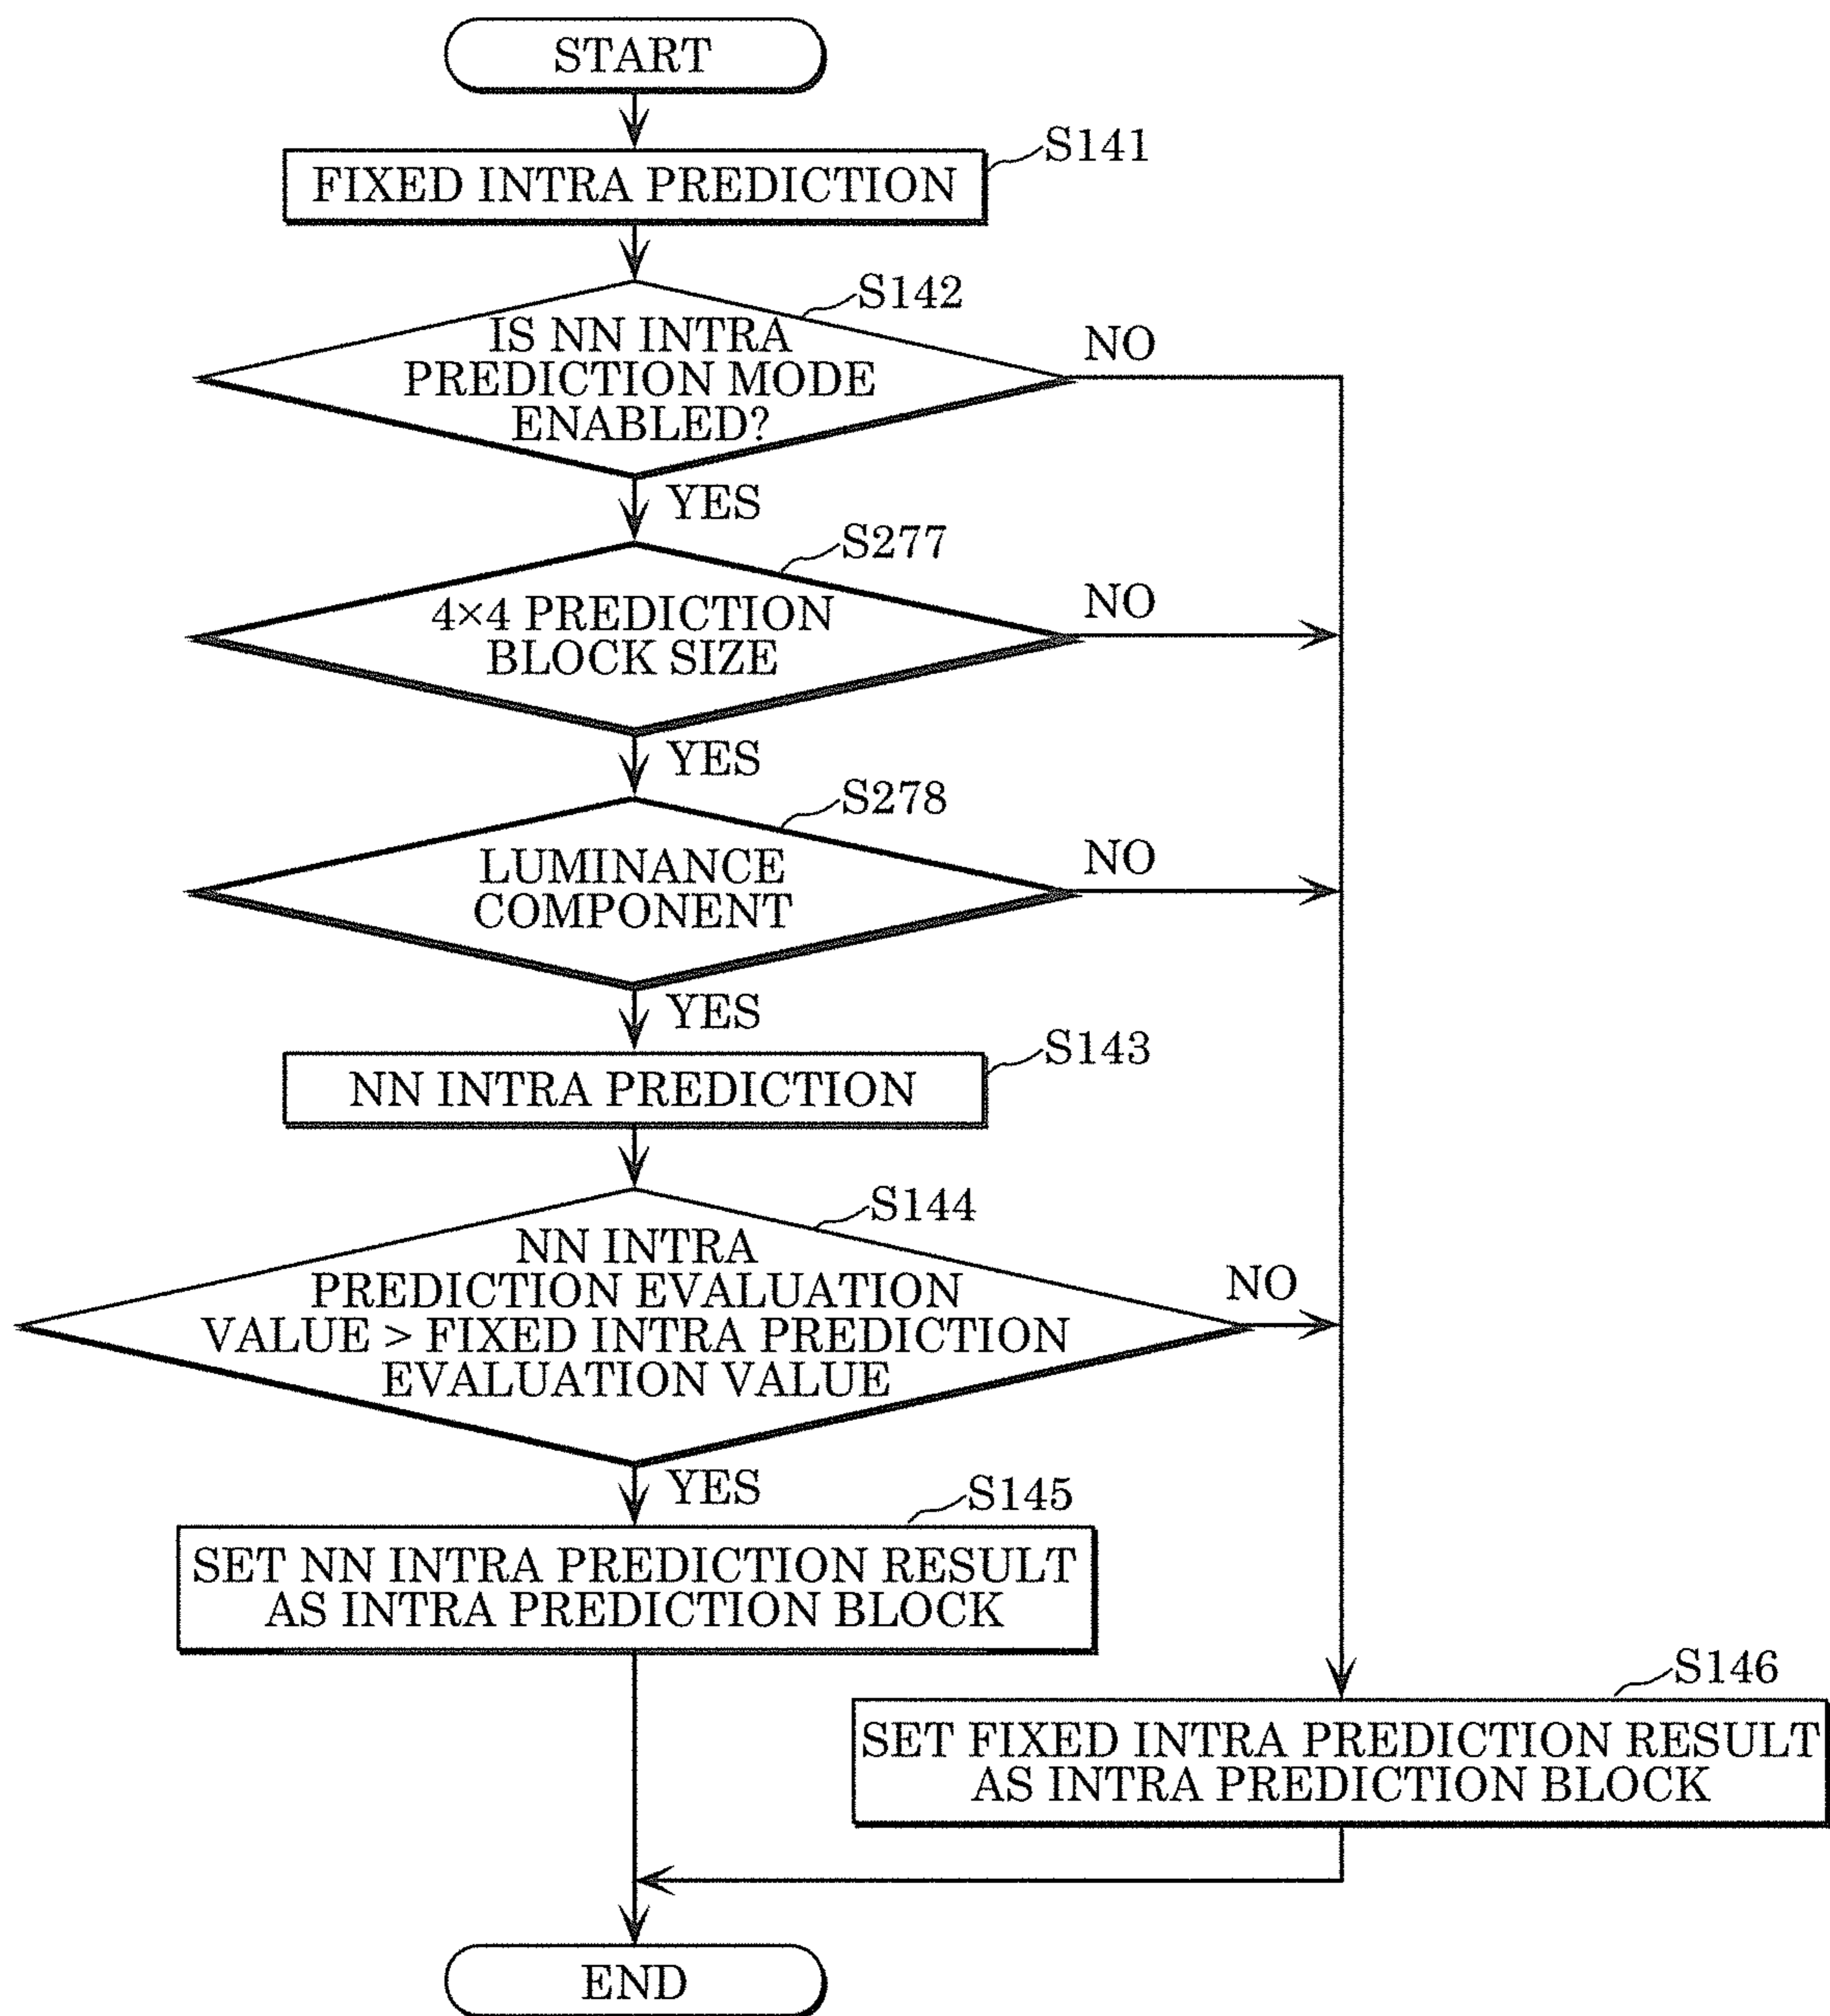 START
S141
FIXED INTRA PREDICTION
S142
IS NN INTRA
PREDICTION MODE
ENABLED?
NO
YES
S277
4×4 PREDICTION
BLOCK SIZE
NO
YES
S278
LUMINANCE
COMPONENT
NO
YES
S143
NN INTRA PREDICTION
S144
NN INTRA
PREDICTION EVALUATION
VALUE > FIXED INTRA PREDICTION
EVALUATION VALUE
NO
YES
S145
SET NN INTRA PREDICTION RESULT
AS INTRA PREDICTION BLOCK
S146
SET FIXED INTRA PREDICTION RESULT
AS INTRA PREDICTION BLOCK
END